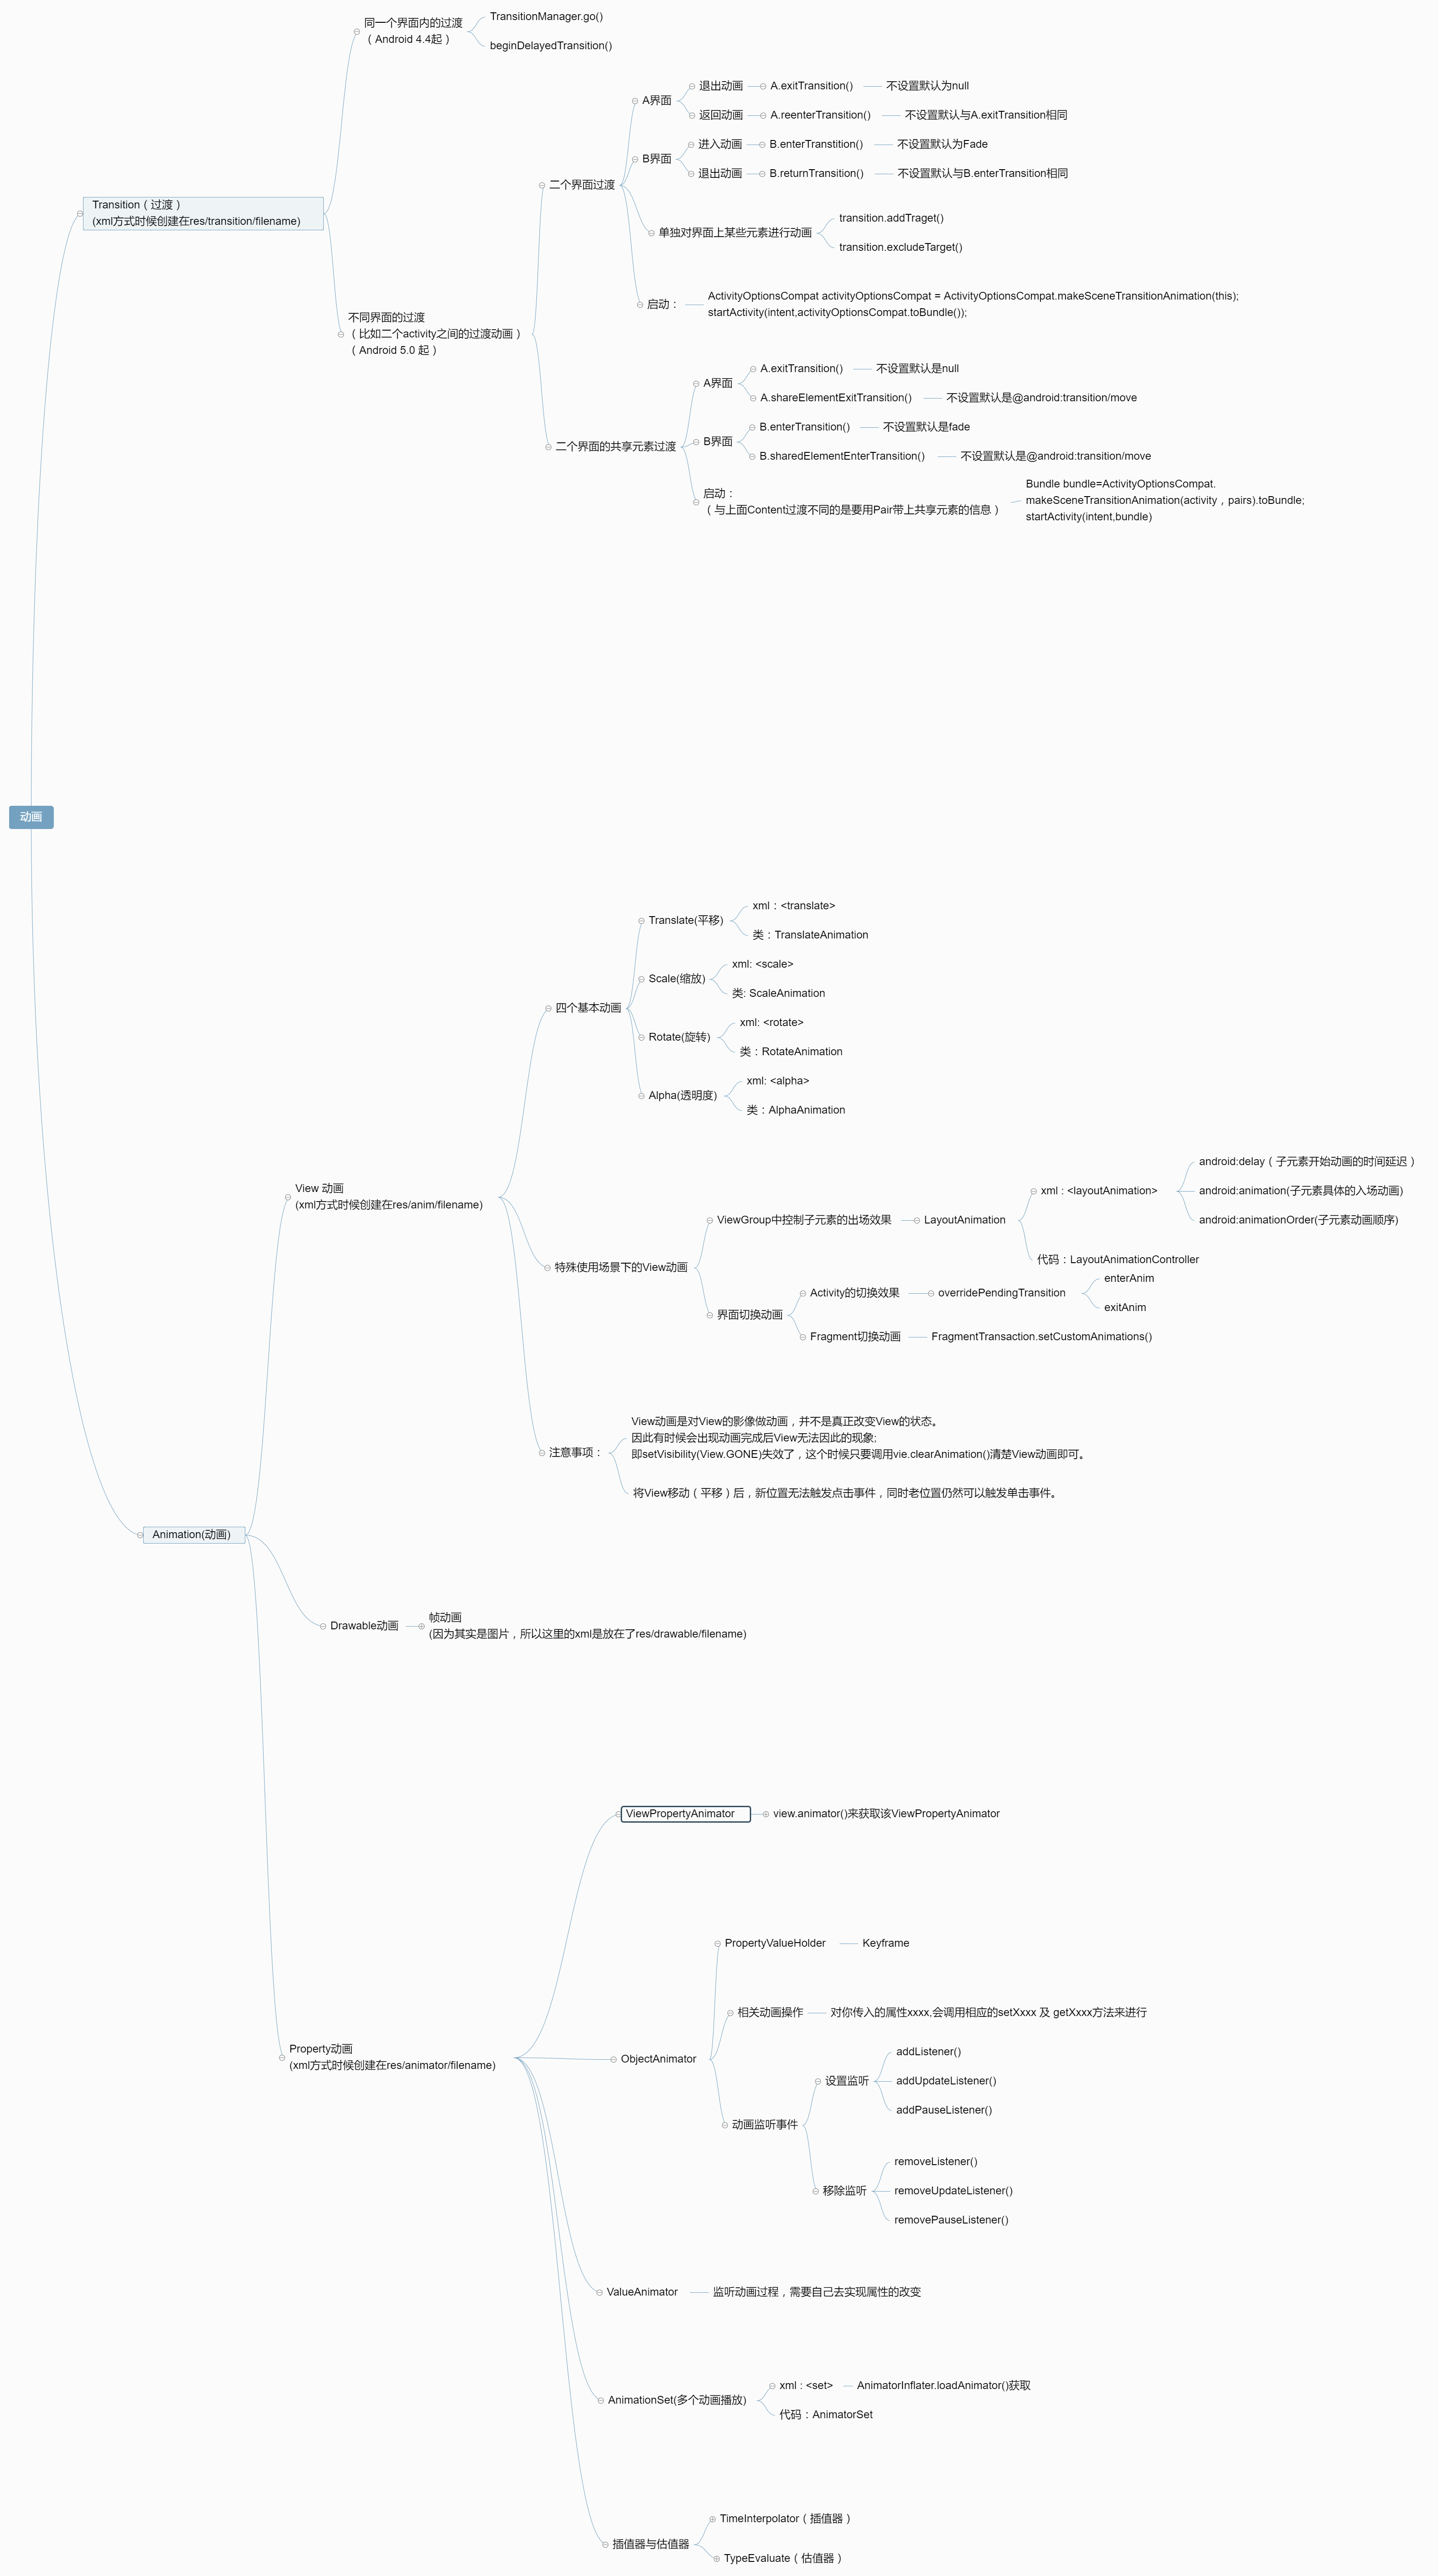 动画
Transition（过渡）
(xml方式时候创建在res/transition/filename)
同一个界面内的过渡
（Android 4.4起）
TransitionManager.go()
beginDelayedTransition()
不同界面的过渡
（比如二个activity之间的过渡动画）
（Android 5.0 起）
二个界面过渡
A界面
退出动画
A.exitTransition()
不设置默认为null
返回动画
A.reenterTransition()
不设置默认与A.exitTransition相同
B界面
进入动画
B.enterTranstition()
不设置默认为Fade
退出动画
B.returnTransition()
不设置默认与B.enterTransition相同
单独对界面上某些元素进行动画
transition.addTraget()
transition.excludeTarget()
启动：
ActivityOptionsCompat activityOptionsCompat = ActivityOptionsCompat.makeSceneTransitionAnimation(this);
startActivity(intent,activityOptionsCompat.toBundle());
二个界面的共享元素过渡
A界面
A.exitTransition()
不设置默认是null
A.shareElementExitTransition()
不设置默认是@android:transition/move
B界面
B.enterTransition()
不设置默认是fade
B.sharedElementEnterTransition()
不设置默认是@android:transition/move
启动：
（与上面Content过渡不同的是要用Pair带上共享元素的信息）
Bundle bundle=ActivityOptionsCompat.
makeSceneTransitionAnimation(activity，pairs).toBundle;
startActivity(intent,bundle)
Animation(动画)
View 动画
(xml方式时候创建在res/anim/filename)
四个基本动画
Translate(平移)
xml：<translate>
类：TranslateAnimation
Scale(缩放)
xml: <scale>
类: ScaleAnimation
Rotate(旋转)
xml: <rotate>
类：RotateAnimation
Alpha(透明度)
xml: <alpha>
类：AlphaAnimation
特殊使用场景下的View动画
ViewGroup中控制子元素的出场效果
LayoutAnimation
xml : <layoutAnimation>
android:delay（子元素开始动画的时间延迟）
android:animation(子元素具体的入场动画)
android:animationOrder(子元素动画顺序)
代码：LayoutAnimationController
界面切换动画
Activity的切换效果
overridePendingTransition
enterAnim
exitAnim
Fragment切换动画
FragmentTransaction.setCustomAnimations()
注意事项：
View动画是对View的影像做动画，并不是真正改变View的状态。
因此有时候会出现动画完成后View无法因此的现象;
即setVisibility(View.GONE)失效了，这个时候只要调用vie.clearAnimation()清楚View动画即可。
将View移动（平移）后，新位置无法触发点击事件，同时老位置仍然可以触发单击事件。
Drawable动画
帧动画
(因为其实是图片，所以这里的xml是放在了res/drawable/filename)
Property动画
(xml方式时候创建在res/animator/filename)
ViewPropertyAnimator
view.animator()来获取该ViewPropertyAnimator
ObjectAnimator
PropertyValueHolder
Keyframe
相关动画操作
对你传入的属性xxxx,会调用相应的setXxxx 及 getXxxx方法来进行
动画监听事件
设置监听
addListener()
addUpdateListener()
addPauseListener()
移除监听
removeListener()
removeUpdateListener()
removePauseListener()
ValueAnimator
监听动画过程，需要自己去实现属性的改变
AnimationSet(多个动画播放)
xml : <set>
AnimatorInflater.loadAnimator()获取
代码：AnimatorSet
插值器与估值器
TimeInterpolator（插值器）
TypeEvaluate（估值器）